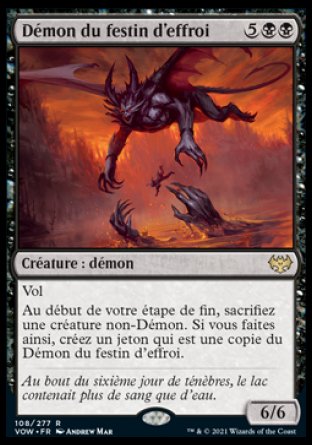 Démon du festin d'effroi 5
Créature : démon
Vol
Au début de votre étape de fin, sacrifiez
une créature non-Démon. Si vous faites
ainsi, créez un jeton qui est une copie du
Démon du festin d'effroi.
Au bout du sixième jour de ténèbres, le lac
contenait plus de sang que d'eau.
6/6
108/277 R
VOW • FR Andrew Mar
™ & © 2021 Wizards of the Coast